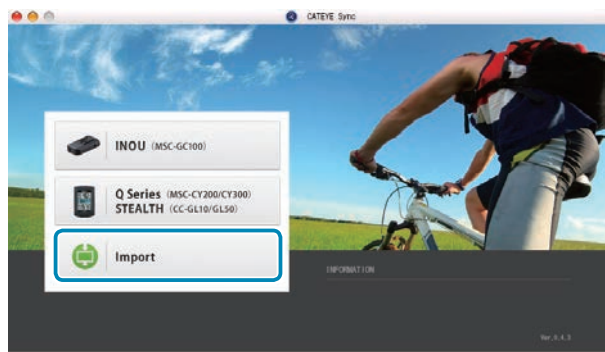 CATEYE Sync
INOU (MSC-GC100)
Q Series (MSC-CY200/CY300)
STEALTH (CC-GL10/GL50)
Import
INFORMATION